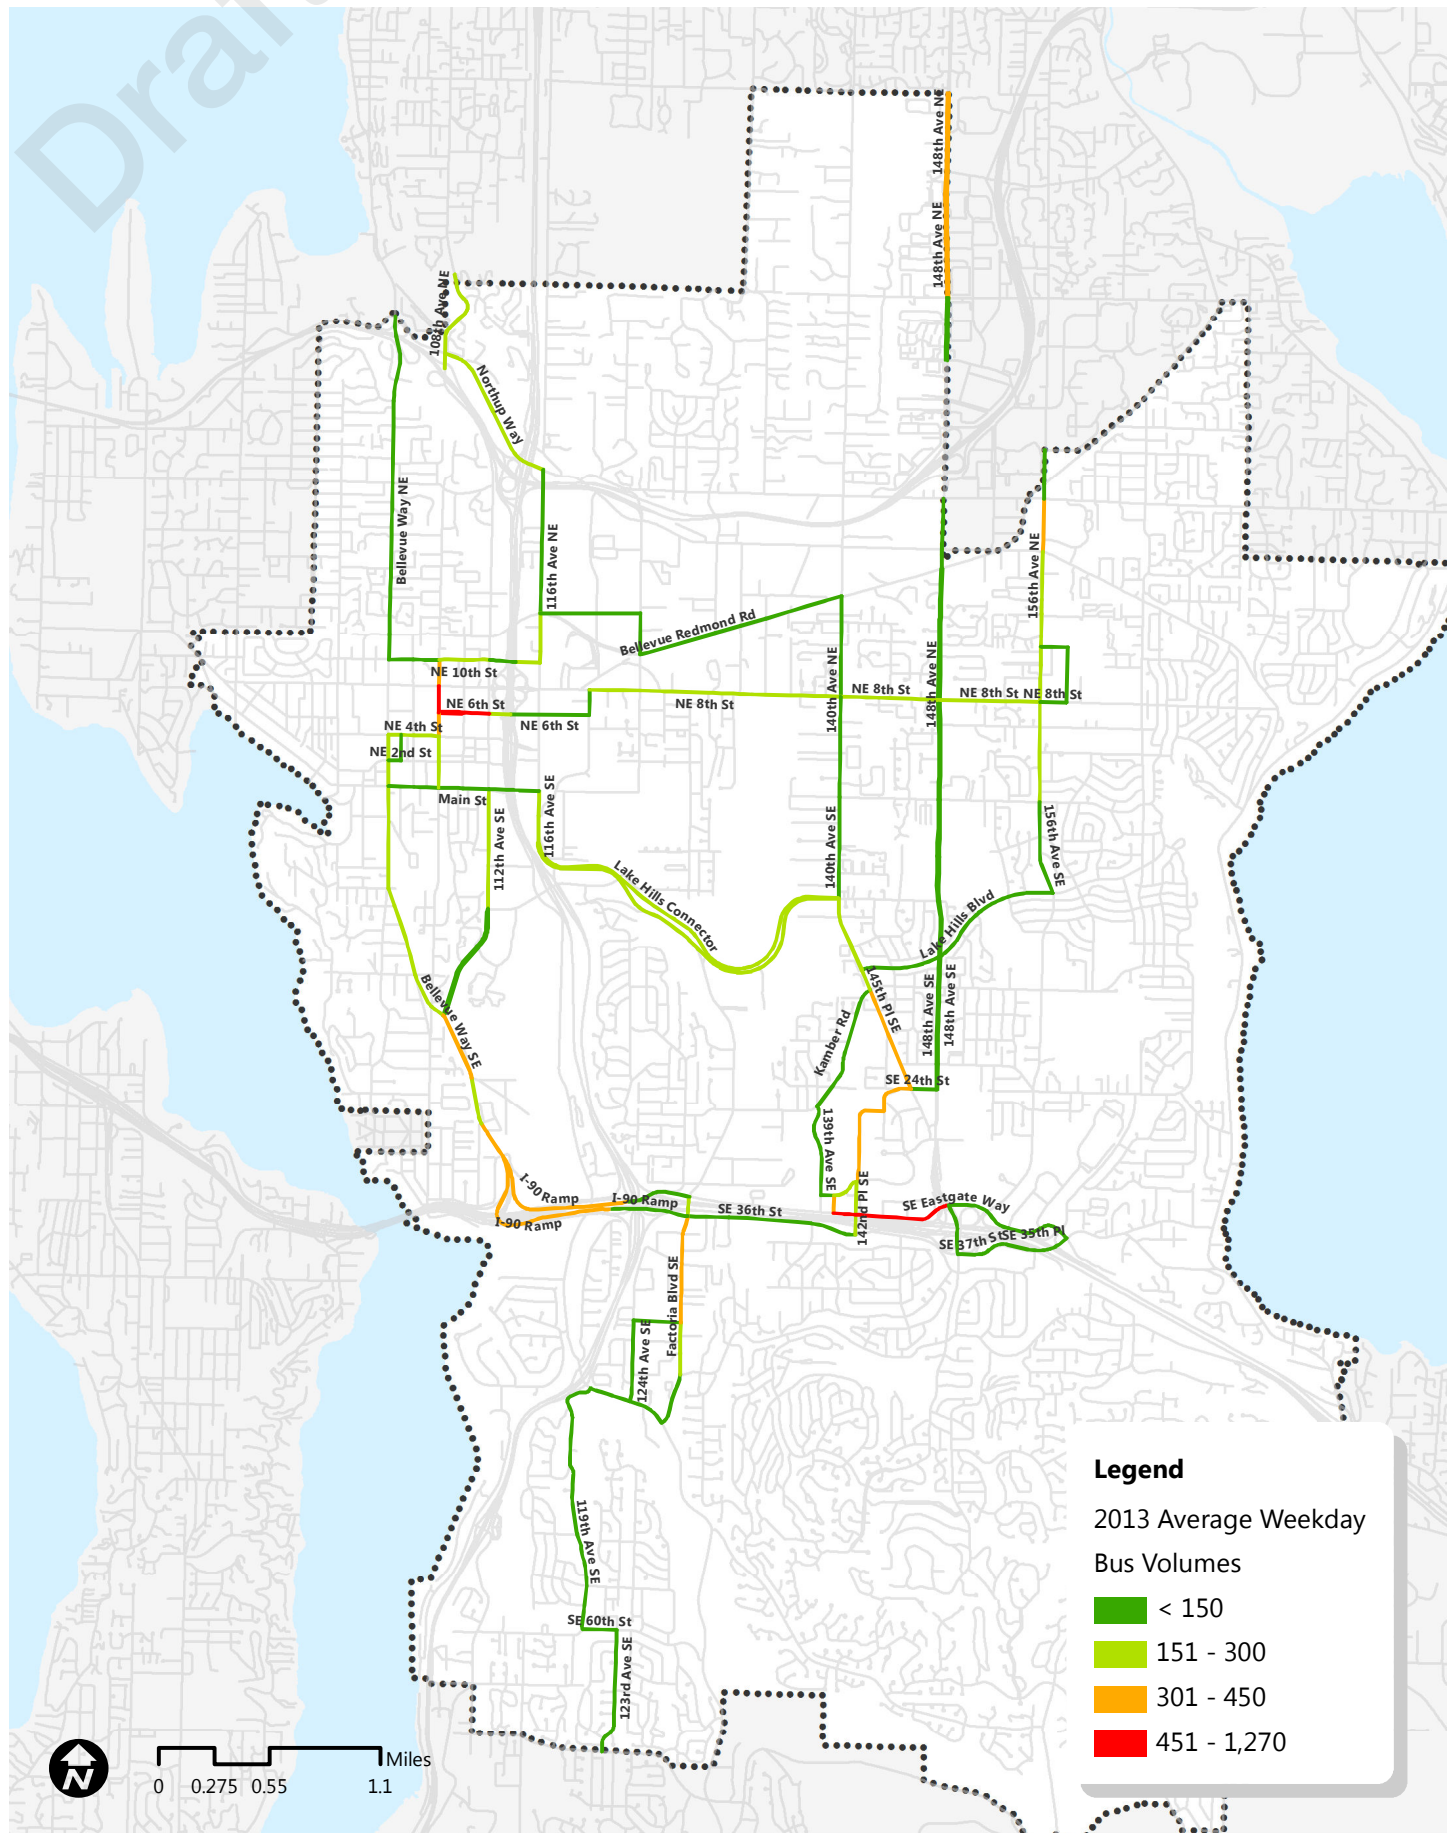 Draf
148th Ave NE
148th Ave NE
108th Ave NE
Northup Way
Bellevue Way NE
116th Ave NE
156th Ave NE
Bellevue Redmond Rd
140th Ave NE
148th Ave NE
NE 10th St
NE 8th St
NE 8th St
NE 8th St
NE 8th St
NE 6th St
NE 6th St
NE 4th St
NE 2nd St
Main St
112th Ave SE
116th Ave SE
140th Ave SE
156th Ave SE
Lake Hills Connector
Lake Hills Blvd
145th Pl SE
148th Ave SE
148th Ave SE
Bellevue Way SE
Kamber Rd
SE 24th St
139th Ave SE
142nd Pl SE
I-90 Ramp
I-90 Ramp
I-90 Ramp
SE 36th St
SE Eastgate Way
SE 37th St
SE 35th Pl
Factoria Blvd SE
124th Ave SE
119th Ave SE
SE 60th St
123rd Ave SE
Legend
2013 Average Weekday
Bus Volumes
< 150
151 - 300
301 - 450
451 - 1,270
N
Miles
0 0.275 0.55 1.1